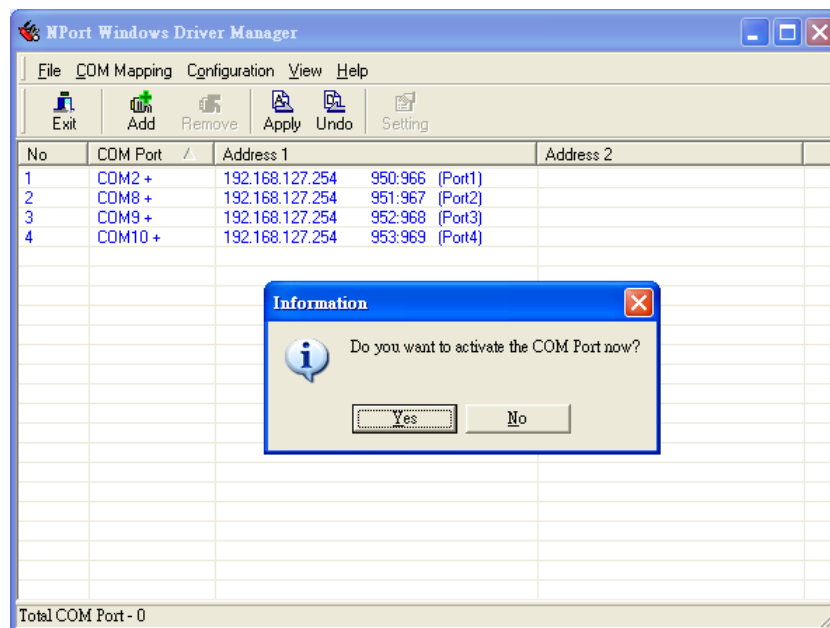 NPort Windows Driver Manager
File COM Mapping Configuration View Help
Exit Add Remove Apply Undo Setting
No COM Port Address 1 Address 2
1 COM2 + 192.168.127.254 950:966 (Port1)
2 COM8 + 192.168.127.254 951:967 (Port2)
3 COM9 + 192.168.127.254 952:968 (Port3)
4 COM10 + 192.168.127.254 953:969 (Port4)
Information
Do you want to activate the COM Port now?
Yes No
Total COM Port - 0